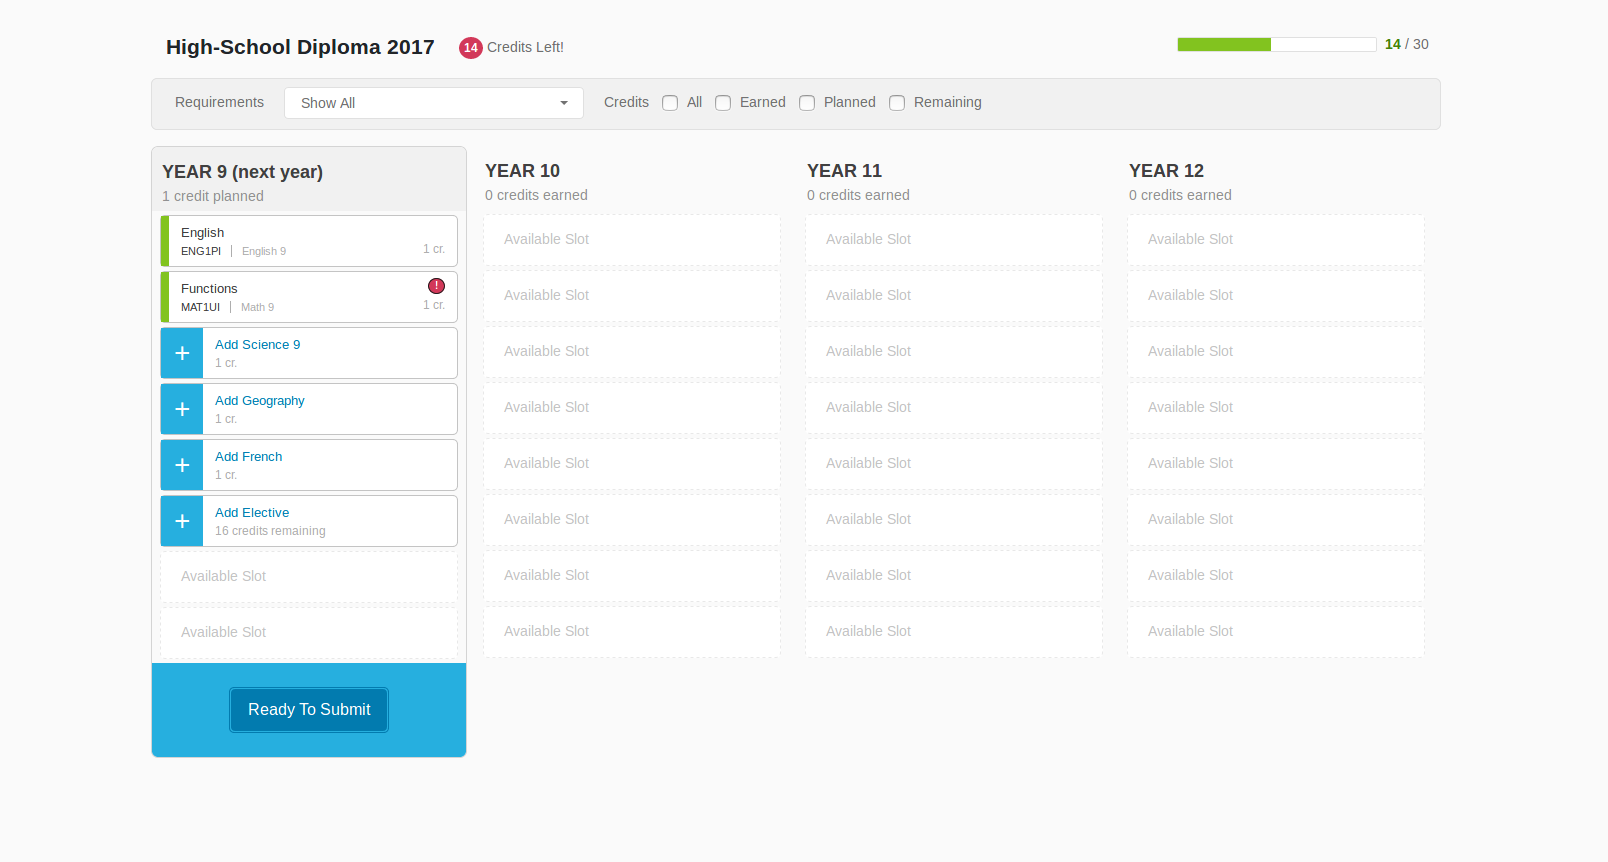 High-School Diploma 2017
14 Credits Left!
14 / 30
Requirements
Show All
Credits All Earned Planned Remaining
YEAR 9 (next year)
1 credit planned
English
ENG1PI | English 9
1 cr.
Functions
!
MAT1UI | Math 9
1 cr.
+
Add Science 9
1 cr.
+
Add Geography
1 cr.
+
Add French
1 cr.
+
Add Elective
16 credits remaining
Available Slot
Available Slot
Ready To Submit
YEAR 10
0 credits earned
Available Slot
Available Slot
Available Slot
Available Slot
Available Slot
Available Slot
Available Slot
Available Slot
YEAR 11
0 credits earned
Available Slot
Available Slot
Available Slot
Available Slot
Available Slot
Available Slot
Available Slot
Available Slot
YEAR 12
0 credits earned
Available Slot
Available Slot
Available Slot
Available Slot
Available Slot
Available Slot
Available Slot
Available Slot